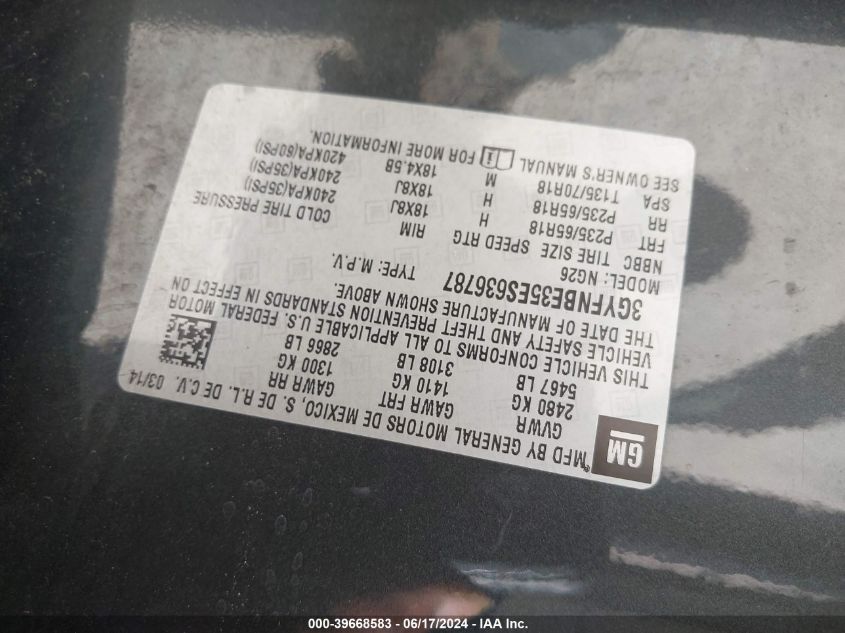 GM
MFD BY GENERAL MOTORS DE MEXICO, S. DE R.L. DE C.V. 03/14
GVWR GAWR FRT GAWR RR
2480 KG 1410 KG 1300 KG
5467 LB 3108 LB 2866 LB
THIS VEHICLE CONFORMS TO ALL APPLICABLE U.S. FEDERAL MOTOR
VEHICLE SAFETY AND THEFT PREVENTION STANDARDS IN EFFECT ON
THE DATE OF MANUFACTURE SHOWN ABOVE.
3GYFNBE35ES636787 TYPE: M.P.V.
MODEL: NG26
NBBC TIRE SIZE SPEED RTG RIM COLD TIRE PRESSURE
FRT P235/65R18 H 18X8J 240KPA(35PSI)
RR P235/65R18 H 18X8J 240KPA(35PSI)
SPA T135/70R18 M 18X4.5B 420KPA(60PSI)
SEE OWNER'S MANUAL FOR MORE INFORMATION.
000-39668583 - 06/17/2024 - IAA Inc.